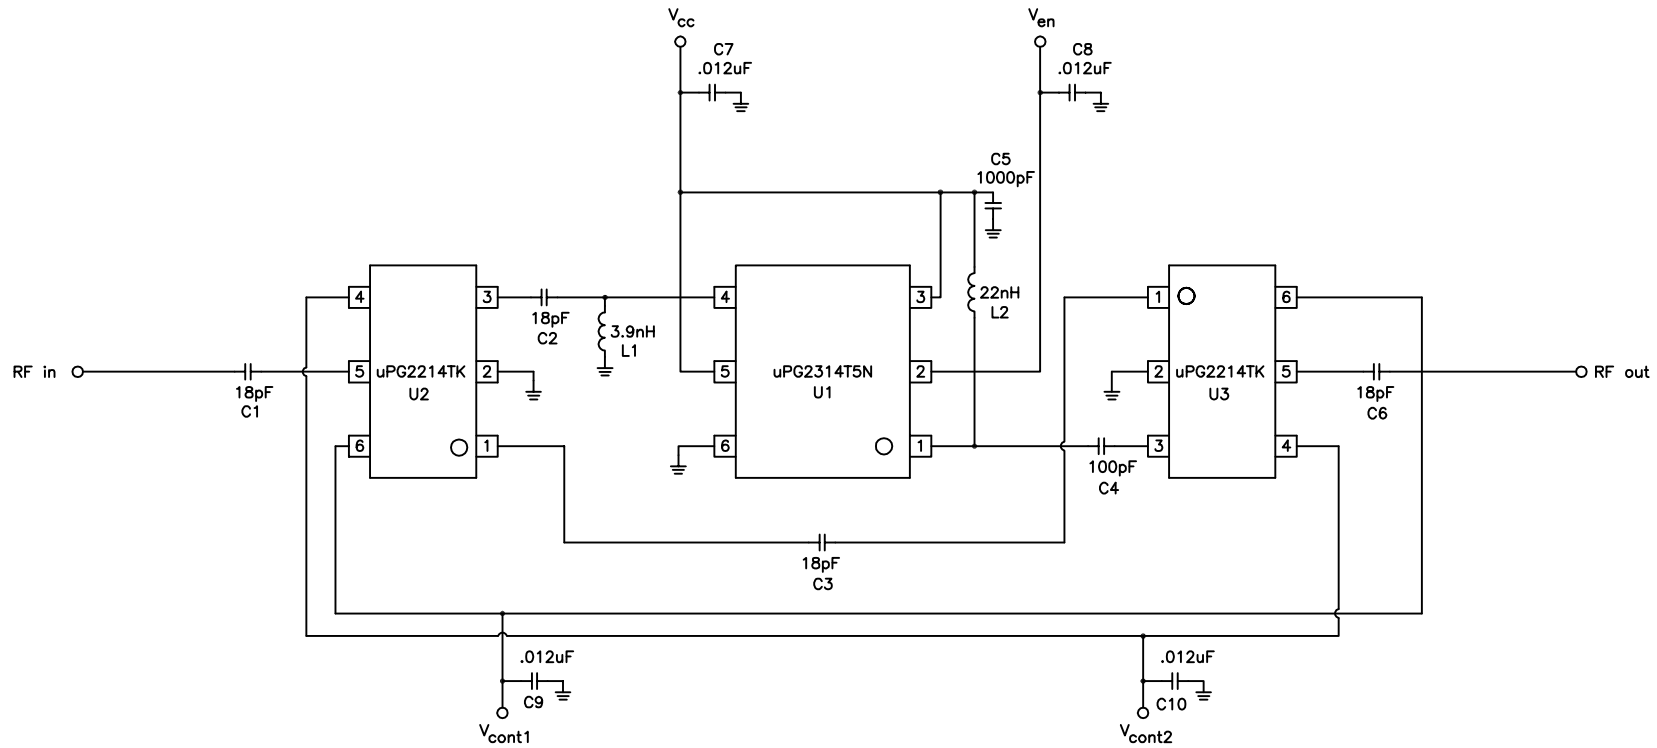 Vcc
Ven
C7
.012uF
C8
.012uF
C5
1000pF
4
3
18pF
C2
3.9nH
L1
4
3
22nH
L2
1
6
RF in
18pF
C1
5
uPG2214TK
U2
2
5
uPG2314T5N
U1
2
2
uPG2214TK
U3
5
18pF
C6
RF out
6
1
6
1
100pF
C4
3
4
18pF
C3
.012uF
C9
Vcont1
.012uF
C10
Vcont2